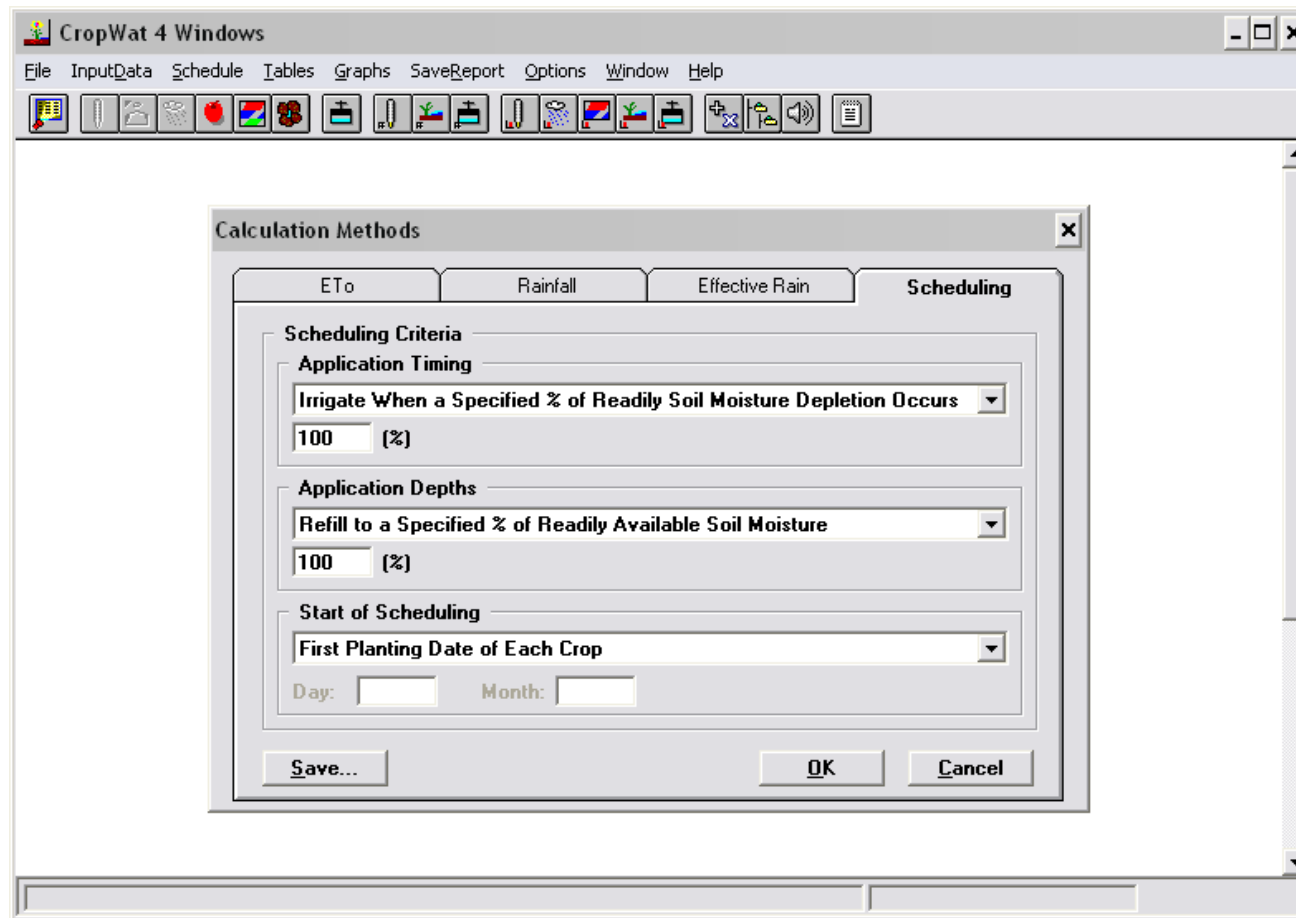 CropWat 4 Windows
File InputData Schedule Tables Graphs SaveReport Options Window Help
Calculation Methods
ETo Rainfall Effective Rain Scheduling
Scheduling Criteria
Application Timing
Irrigate When a Specified % of Readily Soil Moisture Depletion Occurs
100 (%)
Application Depths
Refill to a Specified % of Readily Available Soil Moisture
100 (%)
Start of Scheduling
First Planting Date of Each Crop
Day: Month:
Save... OK Cancel